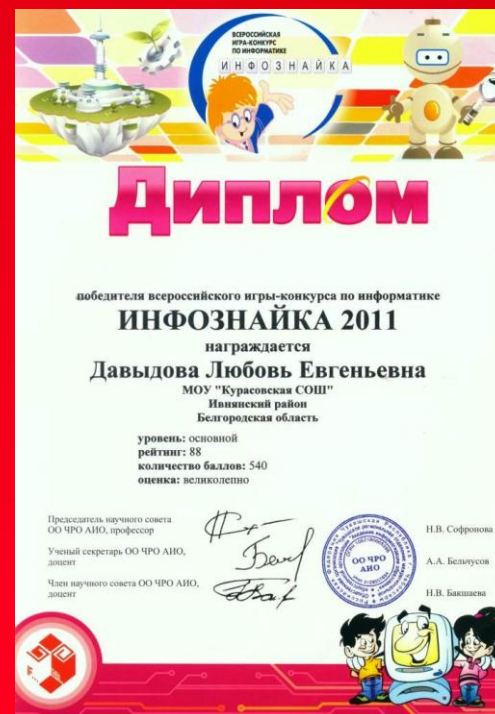 ВСЕРОССИЙСКАЯ
ИГРА-КОНКУРС
ПО ИНФОРМАТИКЕ
ИНФОЗНАЙКА
Диплом
победителя всероссийского игры-конкурса по информатике
ИНФОЗНАЙКА 2011
награждается
Давыдова Любовь Евгеньевна
МОУ "Курасовская СОШ"
Ивнянский район
Белгородская область
уровень: основной
рейтинг: 88
количество баллов: 540
оценка: великолепно
Председатель научного совета
ОО ЧРО АИО, профессор
Н.В. Софронова
Ученый секретарь ОО ЧРО АИО,
доцент
А.А. Бельчусов
Член научного совета ОО ЧРО АИО,
доцент
Н.В. Бакшаева
ОО ЧРО
АИО